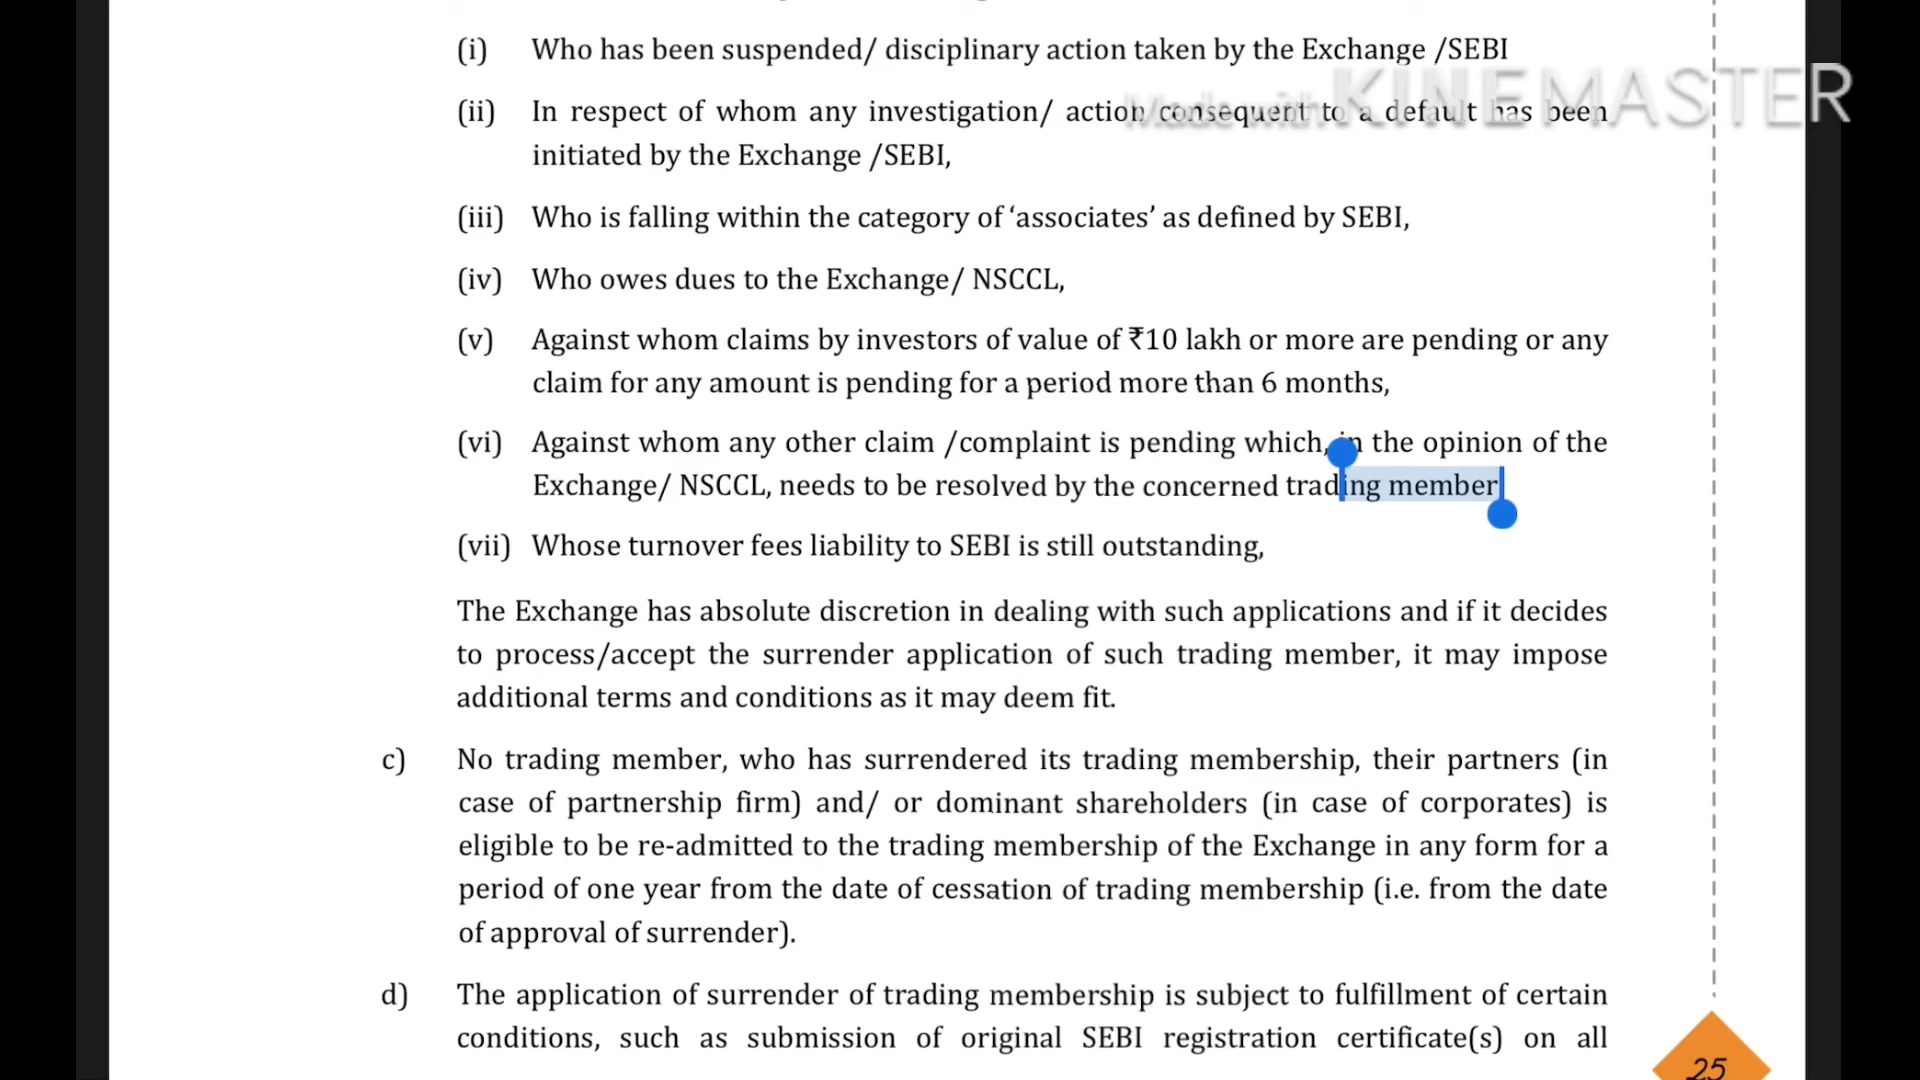 (i) Who has been suspended/ disciplinary action taken by the Exchange /SEBI
Made with KINEMASTER
(ii) In respect of whom any investigation/ action consequent to a default has been
initiated by the Exchange /SEBI,
(iii) Who is falling within the category of ‘associates’ as defined by SEBI,
(iv) Who owes dues to the Exchange/ NSCCL,
(v) Against whom claims by investors of value of ₹10 lakh or more are pending or any
claim for any amount is pending for a period more than 6 months,
(vi) Against whom any other claim /complaint is pending which, in the opinion of the
Exchange/ NSCCL, needs to be resolved by the concerned trading member
(vii) Whose turnover fees liability to SEBI is still outstanding,
The Exchange has absolute discretion in dealing with such applications and if it decides
to process/accept the surrender application of such trading member, it may impose
additional terms and conditions as it may deem fit.
c) No trading member, who has surrendered its trading membership, their partners (in
case of partnership firm) and/ or dominant shareholders (in case of corporates) is
eligible to be re-admitted to the trading membership of the Exchange in any form for a
period of one year from the date of cessation of trading membership (i.e. from the date
of approval of surrender).
d) The application of surrender of trading membership is subject to fulfillment of certain
conditions, such as submission of original SEBI registration certificate(s) on all
25